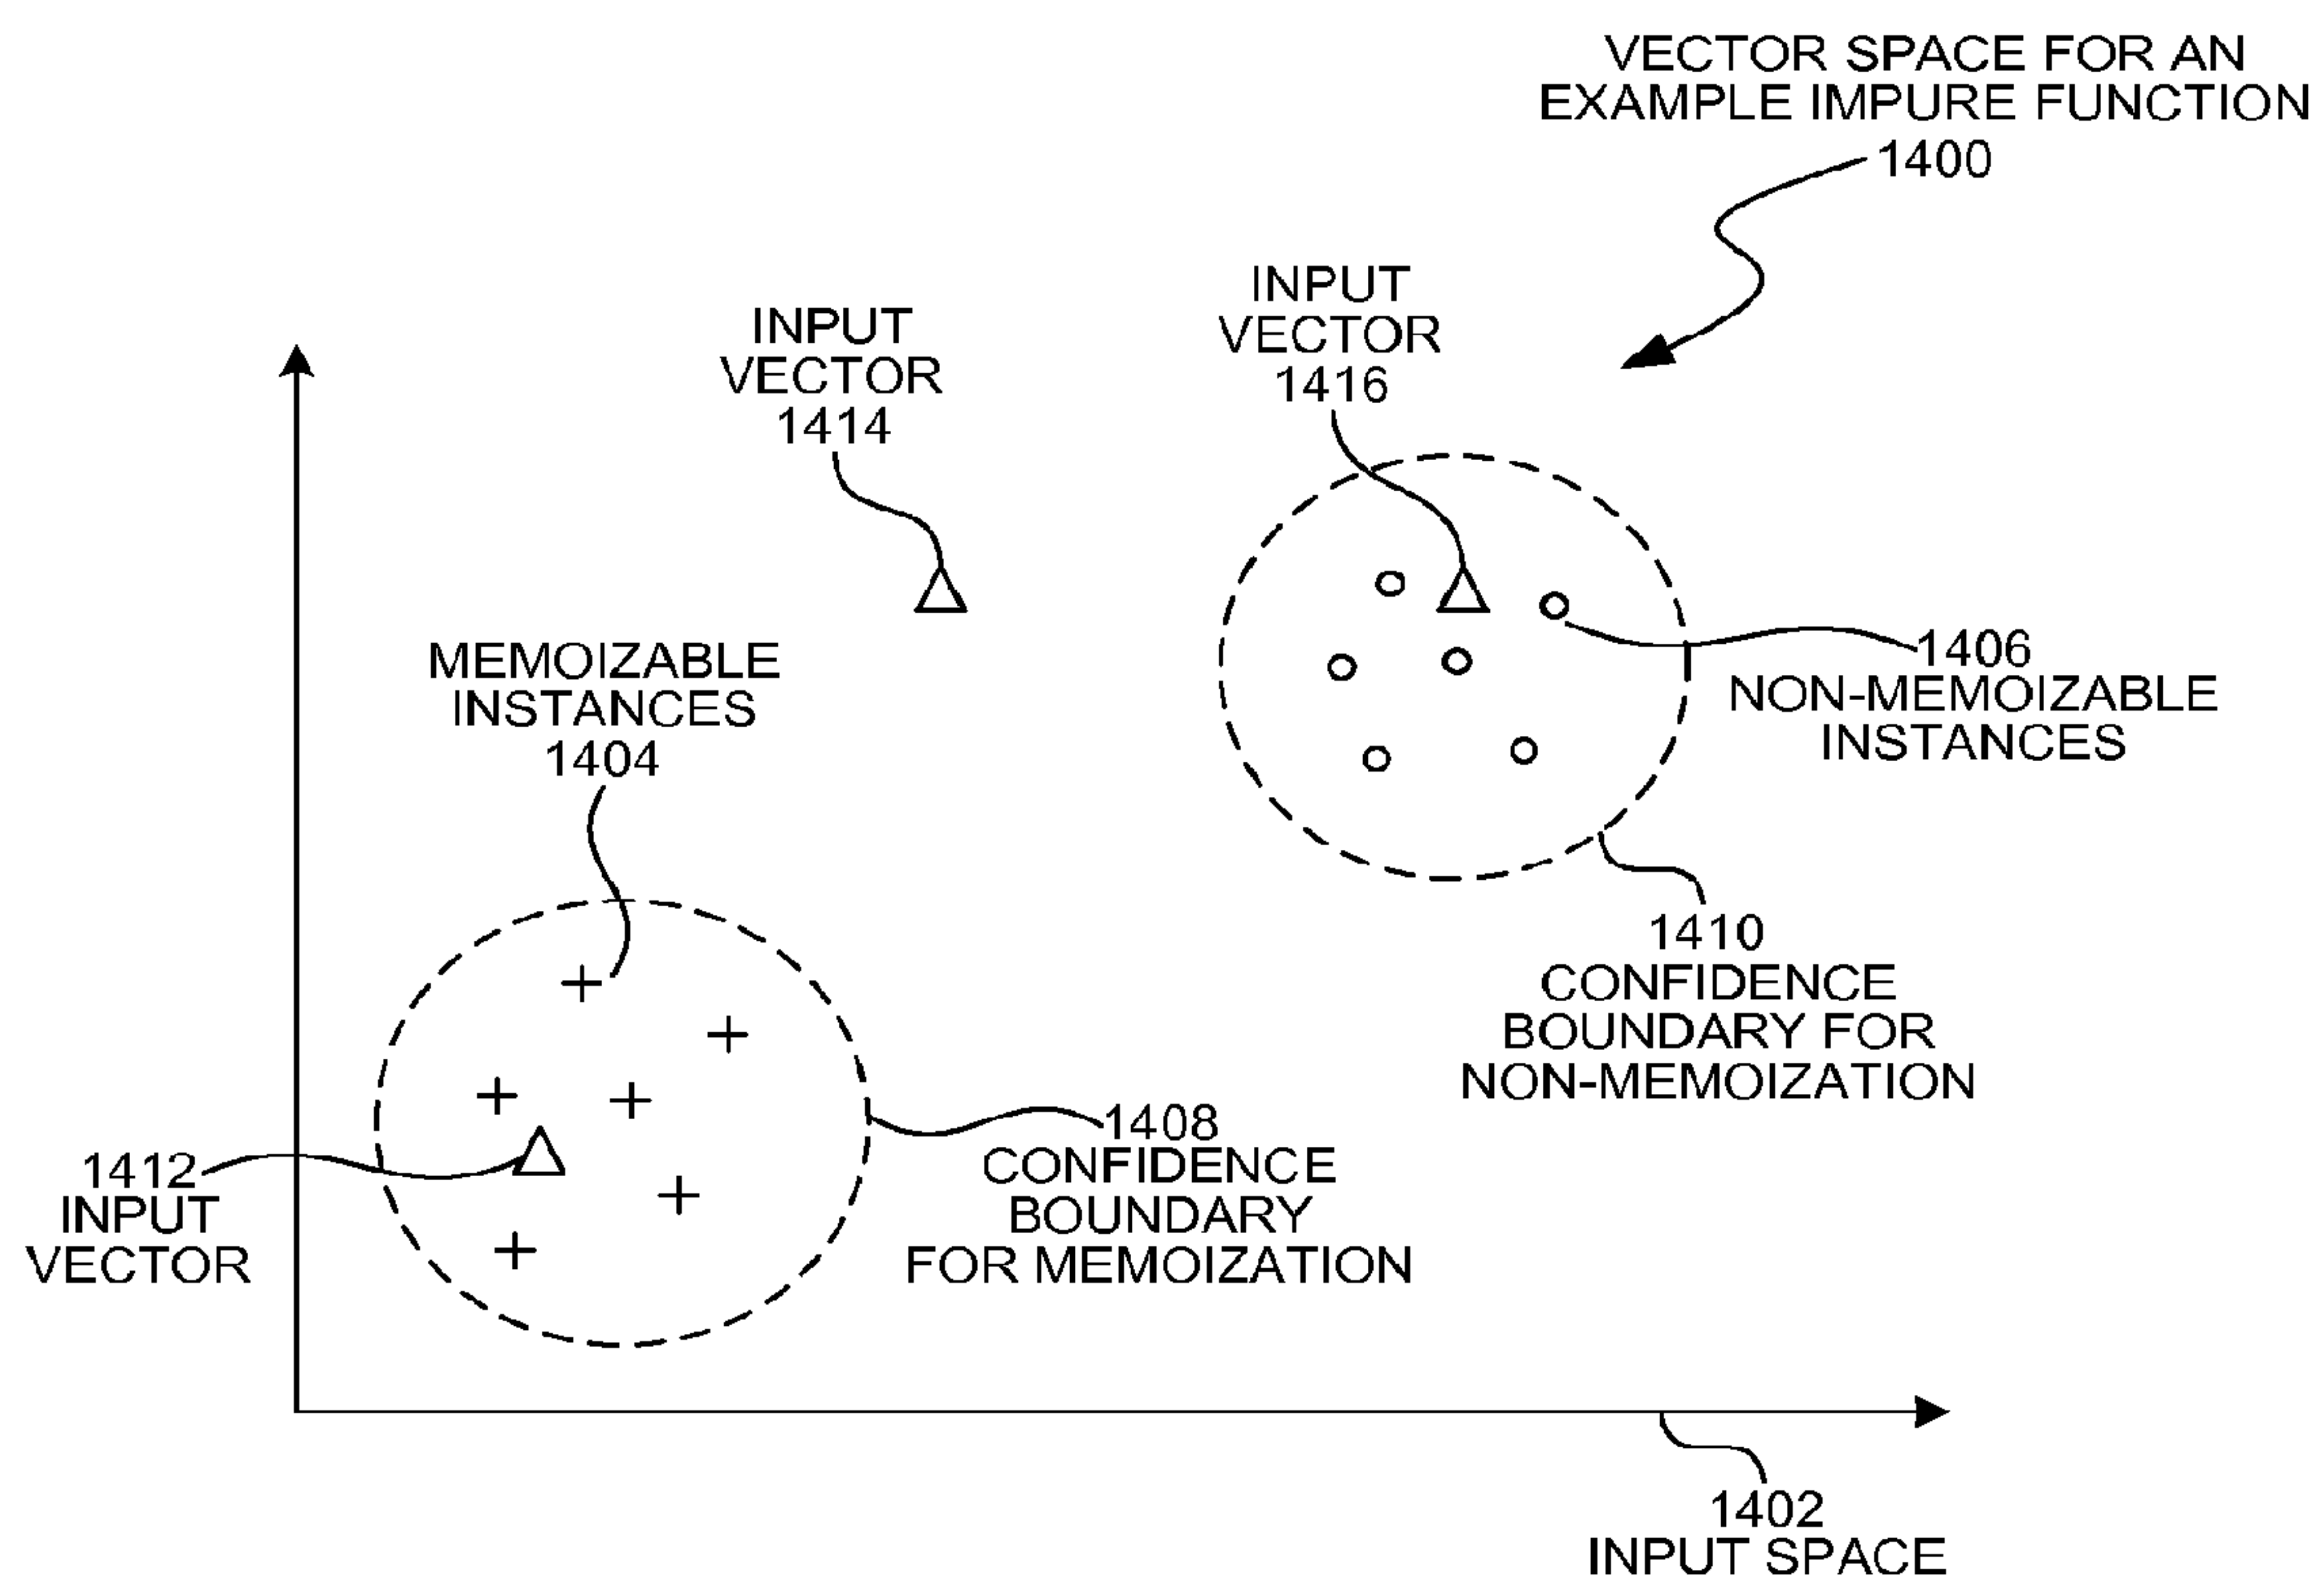 VECTOR SPACE FOR AN
EXAMPLE IMPURE FUNCTION
1400
INPUT
VECTOR
1416
INPUT
VECTOR
1414
1406
NON-MEMOIZABLE
INSTANCES
MEMOIZABLE
INSTANCES
1404
1410
CONFIDENCE
BOUNDARY FOR
NON-MEMOIZATION
1408
CONFIDENCE
BOUNDARY
FOR MEMOIZATION
1412
INPUT
VECTOR
1402
INPUT SPACE